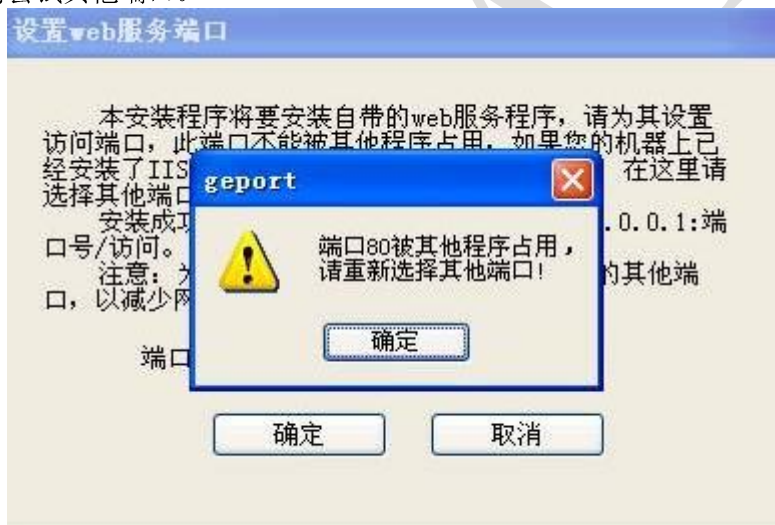 设置web服务端口
本安装程序将要安装自带的web服务程序，请为其设置
访问端口，此端口不能被其他程序占用，如果您的机器上已
经安装了IIS
在这里请
选择其他端口
geport
安装成功
.0.0.1:端
口号/访问。
端口80被其他程序占用，
请重新选择其他端口！
注意：
的其他端
口，以减少网
确定
端口
确定
取消